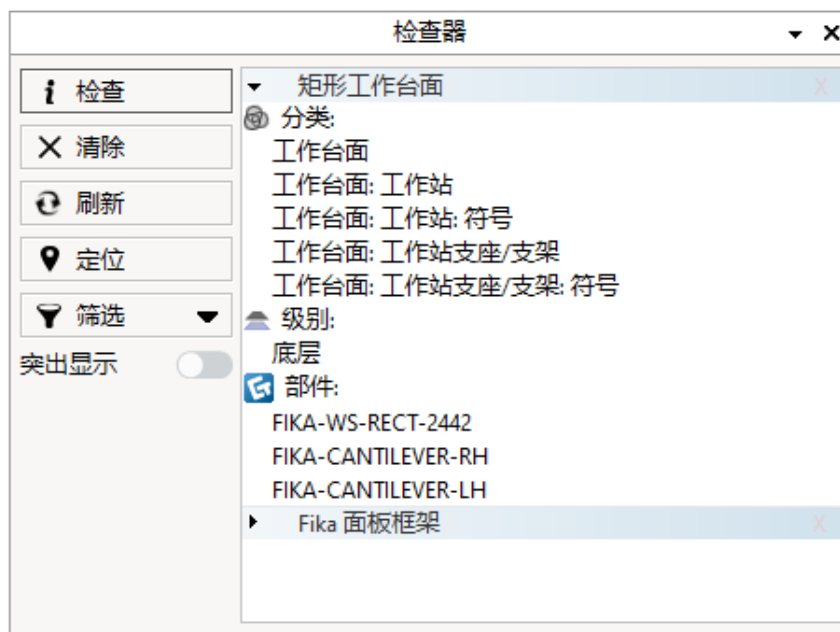 检查器
检查
清除
刷新
定位
筛选
突出显示
矩形工作台面
分类:
工作台面
工作台面: 工作站
工作台面: 工作站: 符号
工作台面: 工作站支座/支架
工作台面: 工作站支座/支架: 符号
级别:
底层
部件:
FIKA-WS-RECT-2442
FIKA-CANTILEVER-RH
FIKA-CANTILEVER-LH
Fika 面板框架